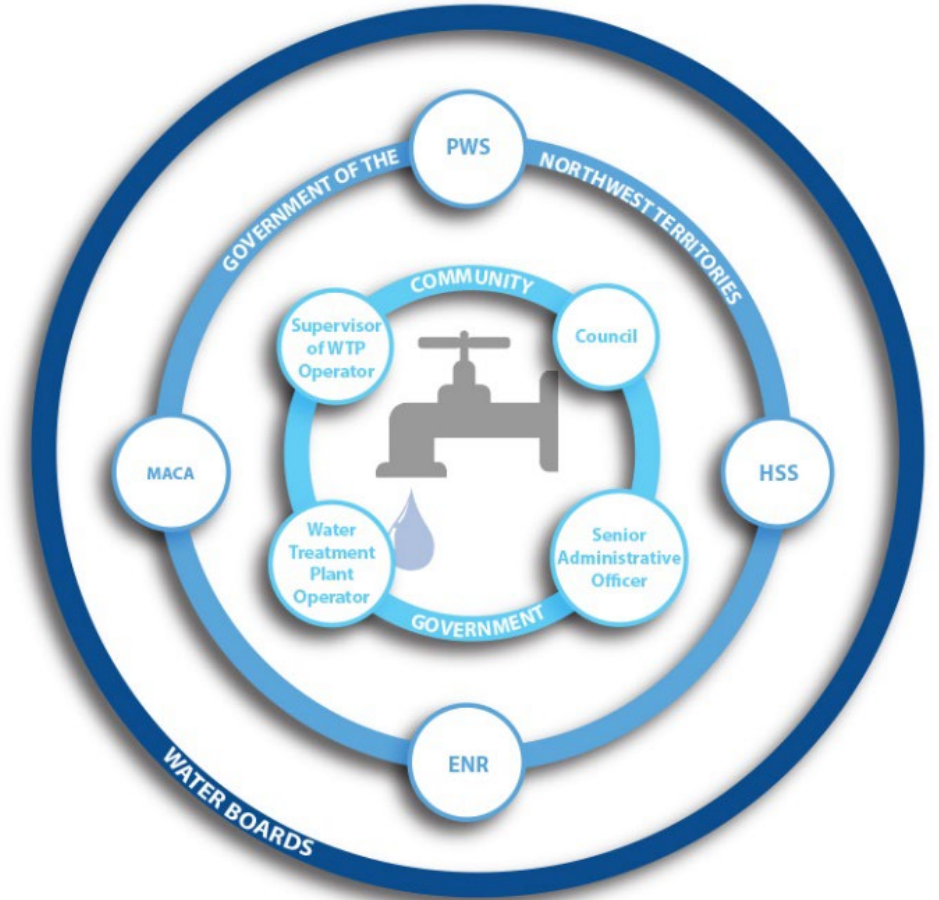 PWS
GOVERNMENT OF THE
NORTHWEST TERRITORIES
COMMUNITY
Supervisor
of WTP
Operator
Council
MACA
HSS
Water
Treatment
Plant
Operator
Senior
Administrative
Officer
GOVERNMENT
ENR
WATER BOARDS